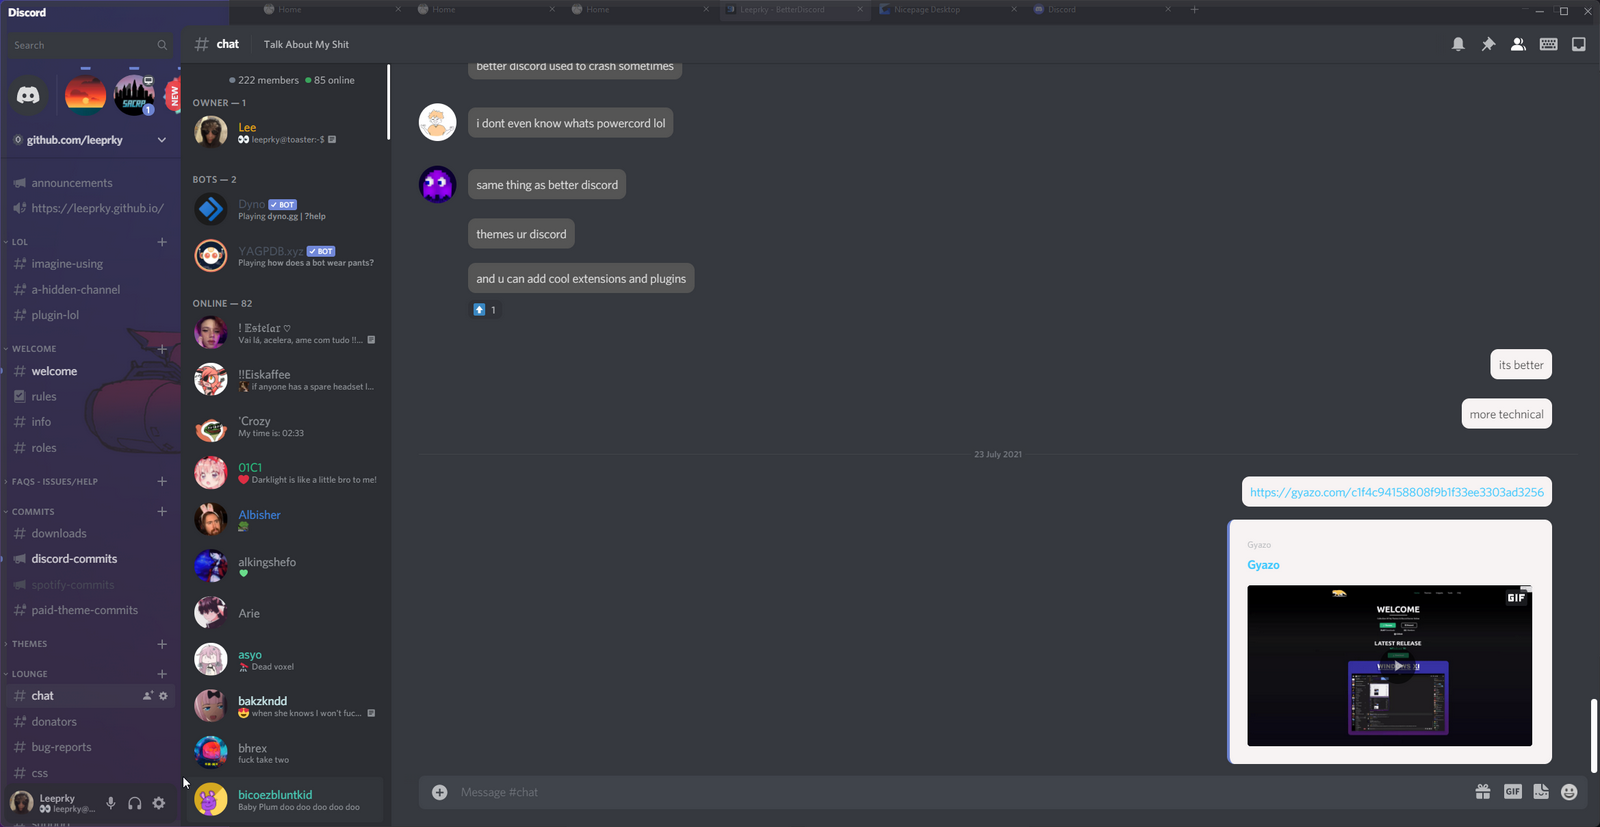 Discord
Home
Home
Home
Leeprky - BetterDiscord
Nicepage Desktop
Discord
Search
SACRP
1
NEW
github.com/leeprky
announcements
https://leeprky.github.io/
LOL
imagine-using
a-hidden-channel
plugin-lol
WELCOME
welcome
rules
info
roles
FAQS - ISSUES/HELP
COMMITS
downloads
discord-commits
spotify-commits
paid-theme-commits
THEMES
LOUNGE
chat
donators
bug-reports
css
support
Leeprky
leeprky@...
# chat
Talk About My Shit
222 members 85 online
OWNER — 1
Lee
leeprky@toaster:~$
BOTS — 2
Dyno ✓ BOT
Playing dyno.gg | ?help
YAGPDB.xyz ✓ BOT
Playing how does a bot wear pants?
ONLINE — 82
! 𝔼𝕤𝕥𝕖𝕝𝕒𝕣 ♡
Vai lá, acelera, ame com tudo !!...
!!Eiskaffee
if anyone has a spare headset l...
'Crozy
My time is: 02:33
01C1
Darklight is like a little bro to me!
Albisher
alkingshefo
Arie
asyo
Dead voxel
bakzkndd
when she knows I won't fuc...
bhrex
fuck take two
bicoezbluntkid
Baby Plum doo doo doo doo doo
better discord used to crash sometimes
i dont even know whats powercord lol
same thing as better discord
themes ur discord
and u can add cool extensions and plugins
1
its better
more technical
23 July 2021
https://gyazo.com/c1f4c94158808f9b1f33ee3303ad3256
Gyazo
Gyazo
GIF
WELCOME
LATEST RELEASE
Message #chat
GIF